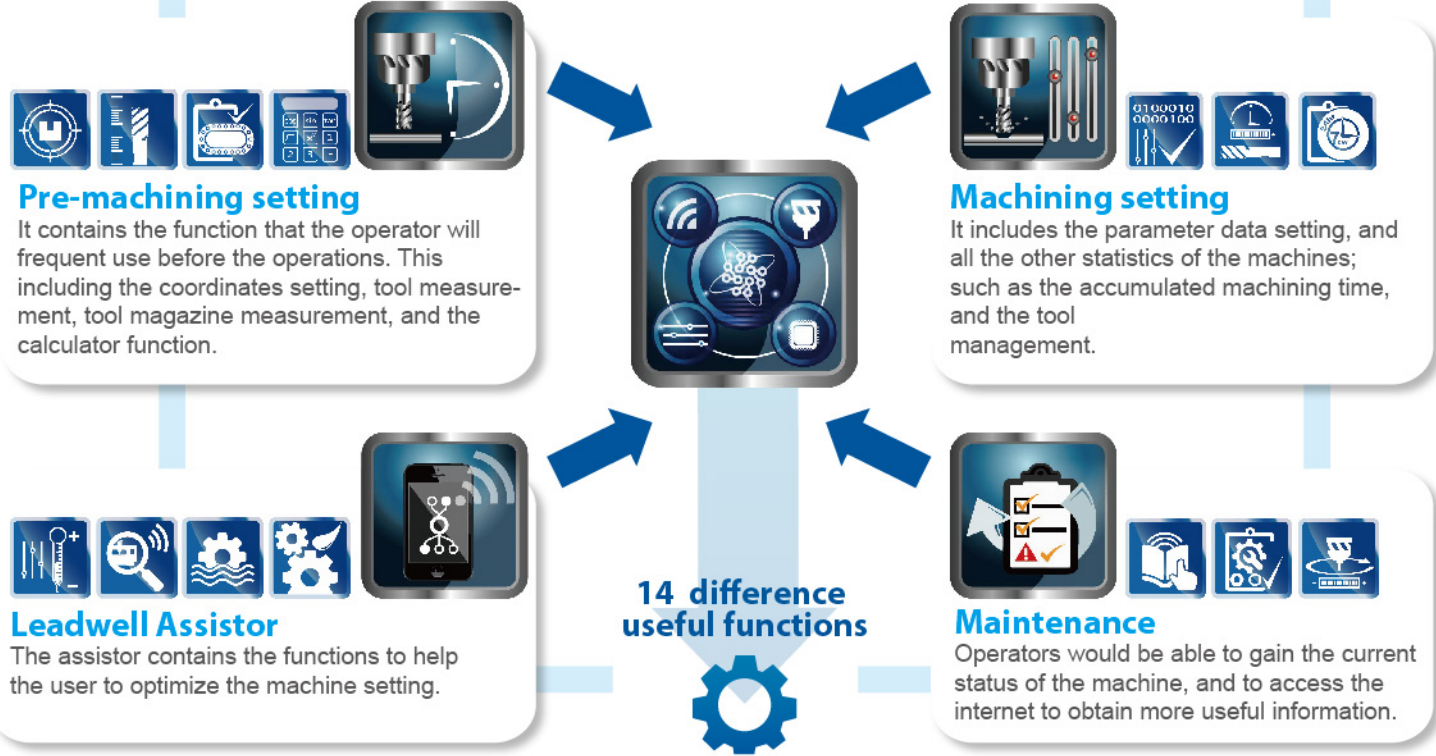 Pre-machining setting
It contains the function that the operator will
frequent use before the operations. This
including the coordinates setting, tool measure-
ment, tool magazine measurement, and the
calculator function.
0100010
0000100
Machining setting
It includes the parameter data setting, and
all the other statistics of the machines;
such as the accumulated machining time,
and the tool
management.
Leadwell Assistor
The assistor contains the functions to help
the user to optimize the machine setting.
14 difference
useful functions
Maintenance
Operators would be able to gain the current
status of the machine, and to access the
internet to obtain more useful information.